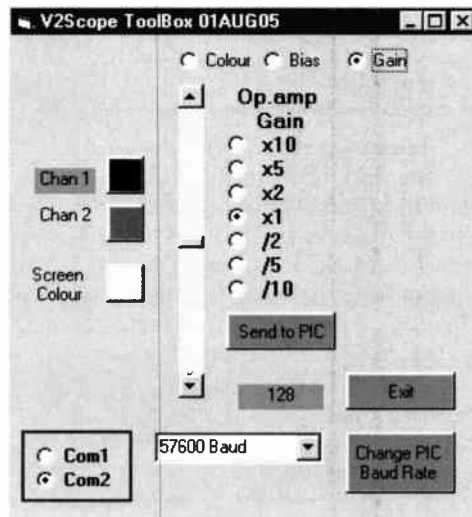 V2Scope ToolBox 01AUG05
Colour Bias Gain
Op.amp
Gain
x10
x5
x2
x1
/2
/5
/10
Chan 1
Chan 2
Screen
Colour
Send to PIC
128
Exit
Com1
Com2
57600 Baud
Change PIC
Baud Rate